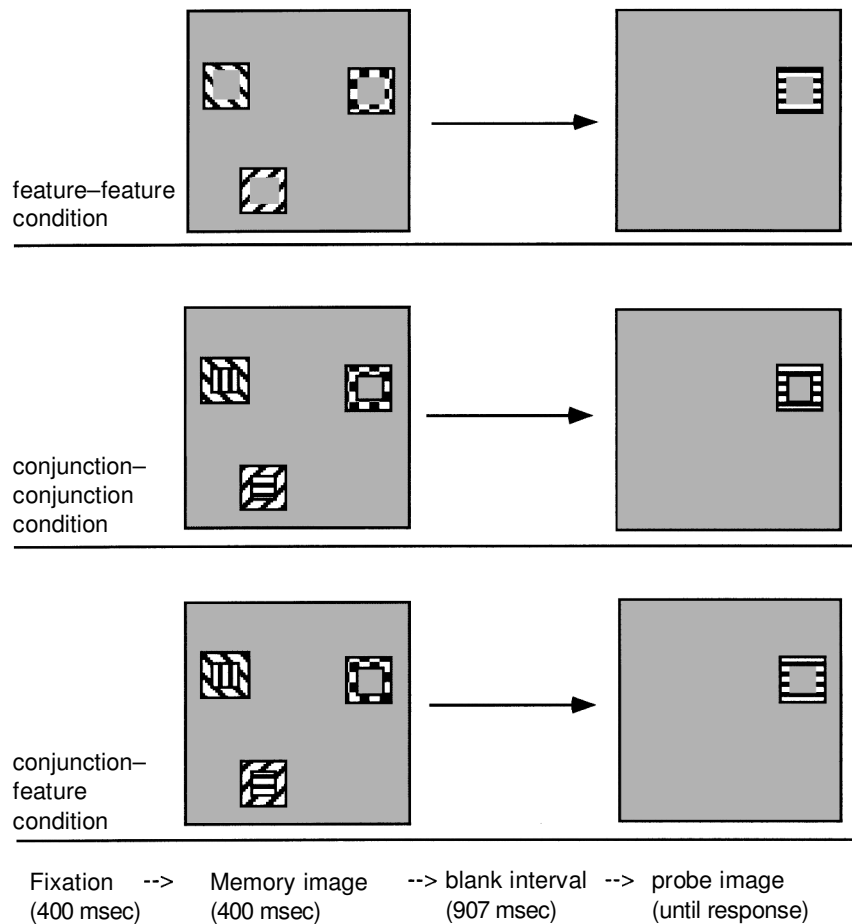 feature–feature
condition
conjunction–
conjunction
condition
conjunction–
feature
condition
Fixation --> Memory image --> blank interval --> probe image
(400 msec) (400 msec) (907 msec) (until response)